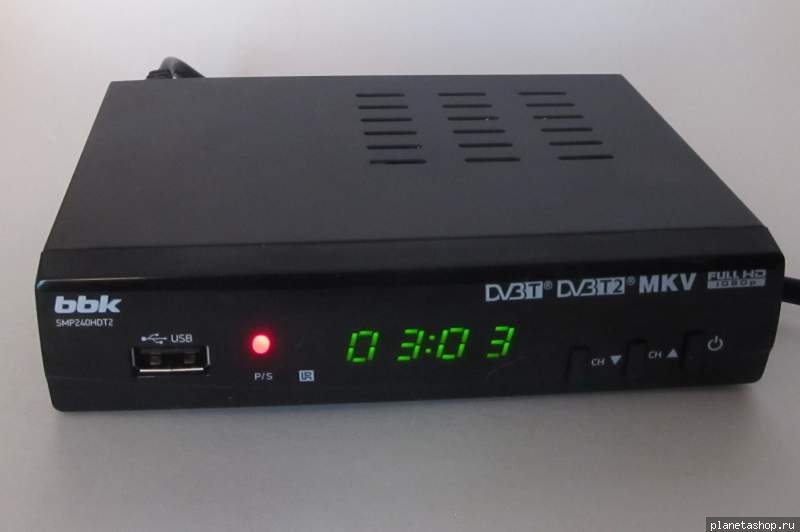 bbk
SMP240HDT2
DVB T® DVB T2® MKV FULL HD 1080p
USB
03:03
P/S
IR
CH ▼ CH ▲
planetashop.ru